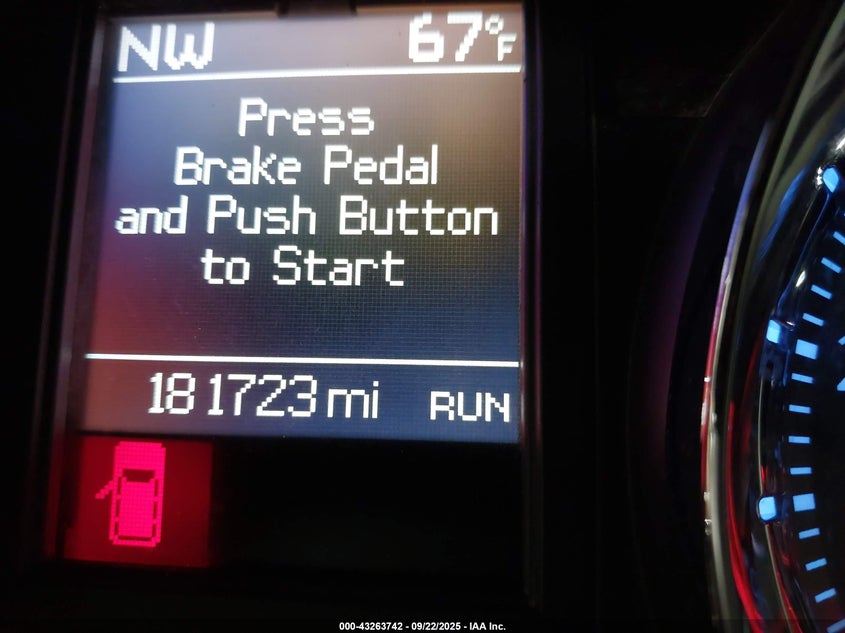 NW 67°F
Press
Brake Pedal
and Push Button
to Start
181723 mi RUN
000-43263742 - 09/22/2025 - IAA Inc.